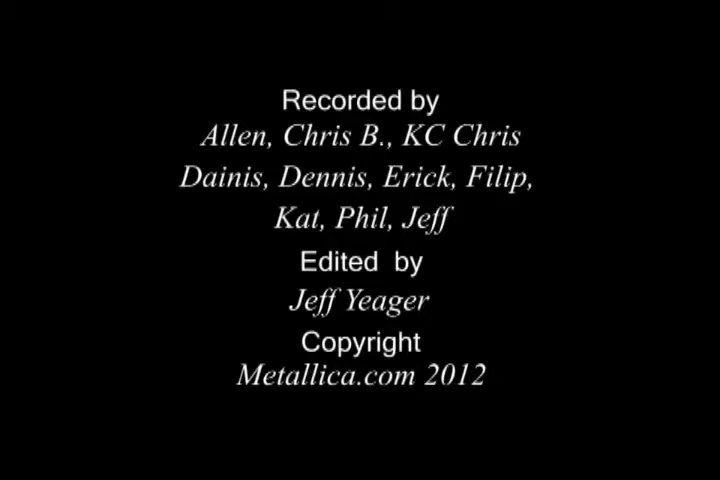 Recorded by
Allen, Chris B., KC Chris
Dainis, Dennis, Erick, Filip,
Kat, Phil, Jeff
Edited by
Jeff Yeager
Copyright
Metallica.com 2012